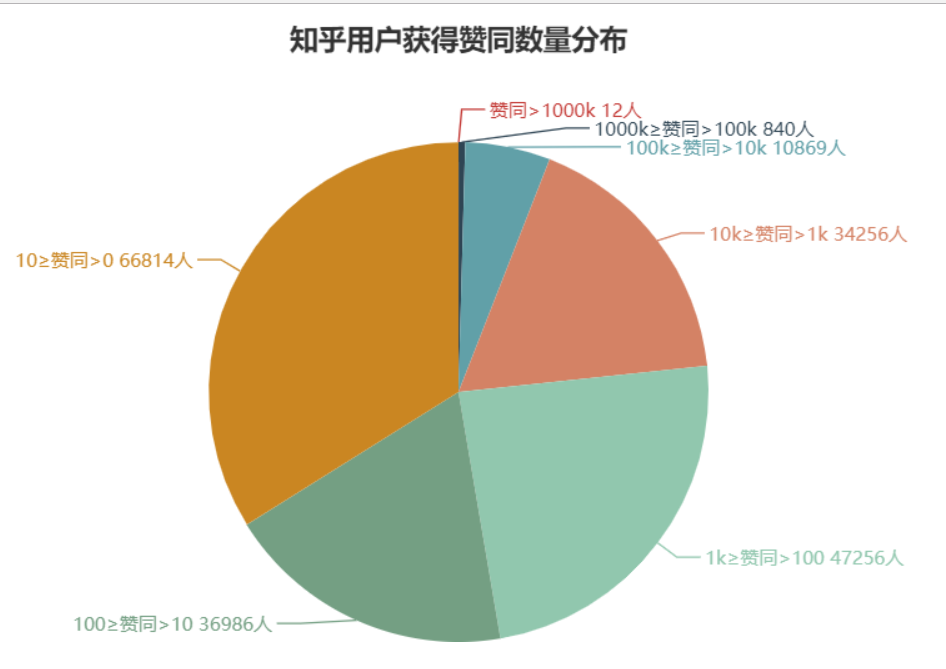 知乎用户获得赞同数量分布
赞同>1000k 12人
1000k≥赞同>100k 840人
100k≥赞同>10k 10869人
10k≥赞同>1k 34256人
10≥赞同>0 66814人
1k≥赞同>100 47256人
100≥赞同>10 36986人